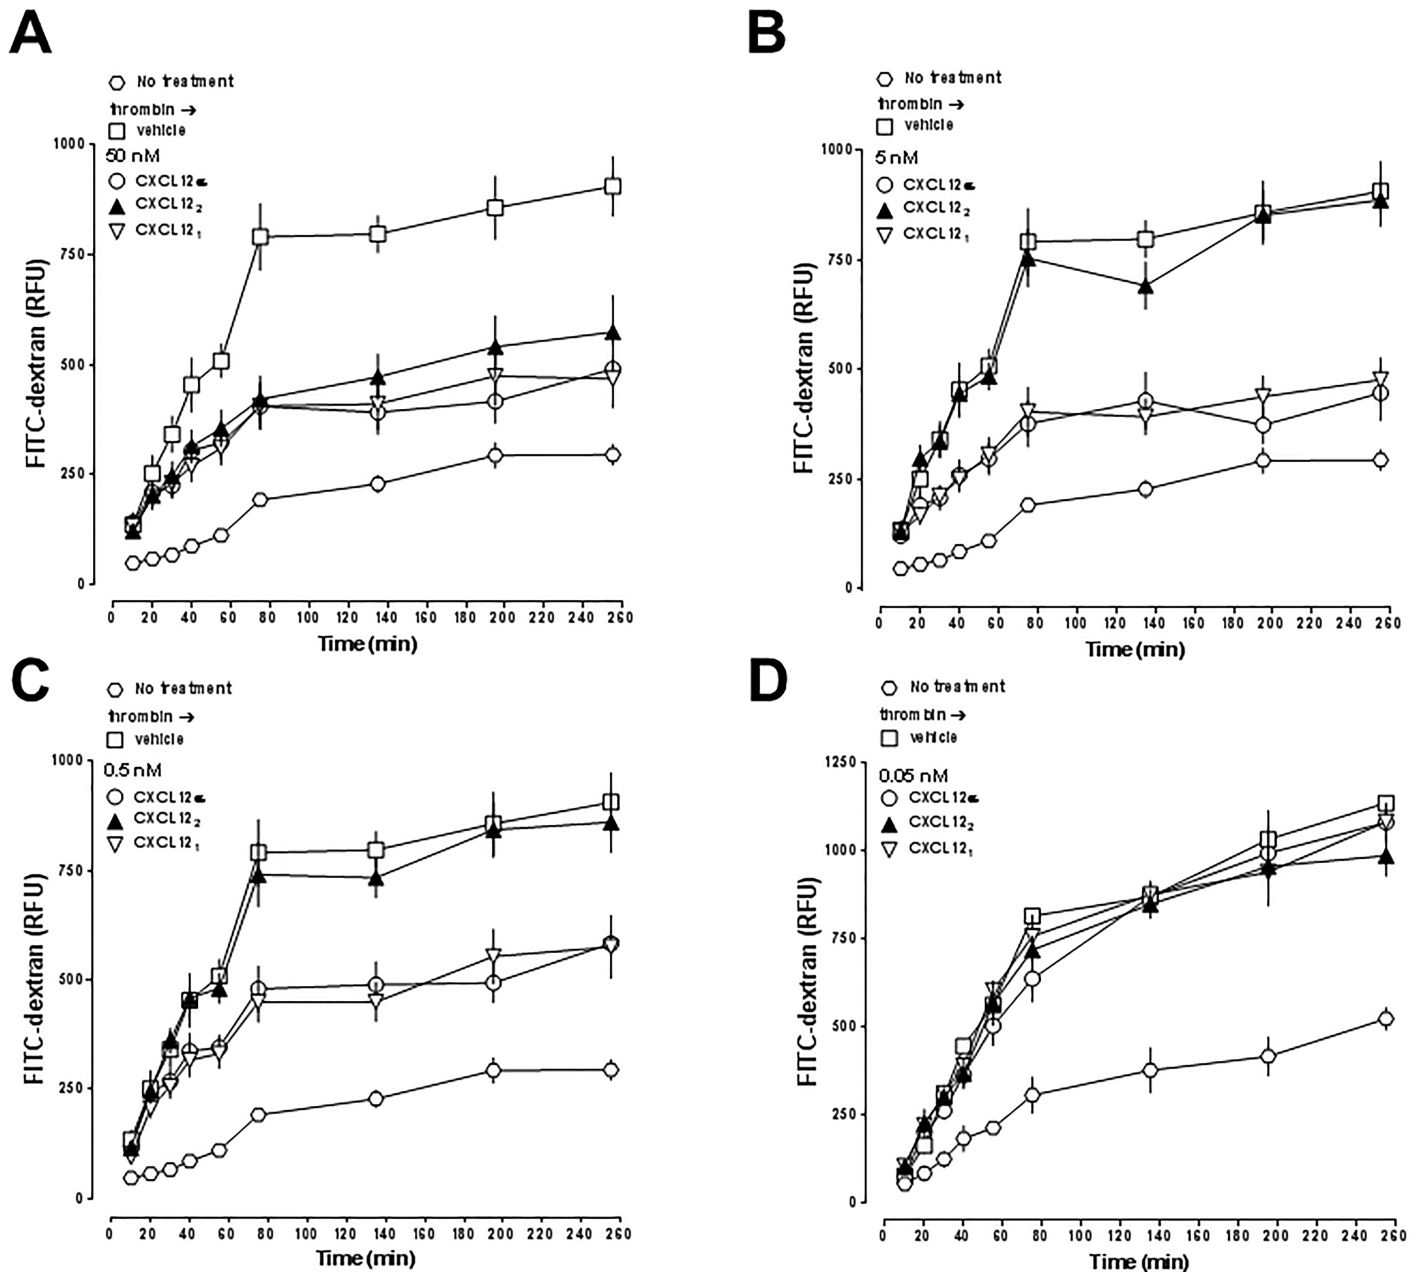 A
No treatment
thrombin →
vehicle
50 nM
CXCL12
CXCL12₂
CXCL12₁
1000
750
500
250
0
FITC-dextran (RFU)
0 20 40 60 80 100 120 140 160 180 200 220 240 260
Time (min)
B
No treatment
thrombin →
vehicle
5 nM
CXCL12
CXCL12₂
CXCL12₁
1000
750
500
250
0
FITC-dextran (RFU)
0 20 40 60 80 100 120 140 160 180 200 220 240 260
Time (min)
C
No treatment
thrombin →
vehicle
0.5 nM
CXCL12
CXCL12₂
CXCL12₁
1000
750
500
250
0
FITC-dextran (RFU)
0 20 40 60 80 100 120 140 160 180 200 220 240 260
Time (min)
D
No treatment
thrombin →
vehicle
0.05 nM
CXCL12
CXCL12₂
CXCL12₁
1250
1000
750
500
250
0
FITC-dextran (RFU)
0 20 40 60 80 100 120 140 160 180 200 220 240 260
Time (min)